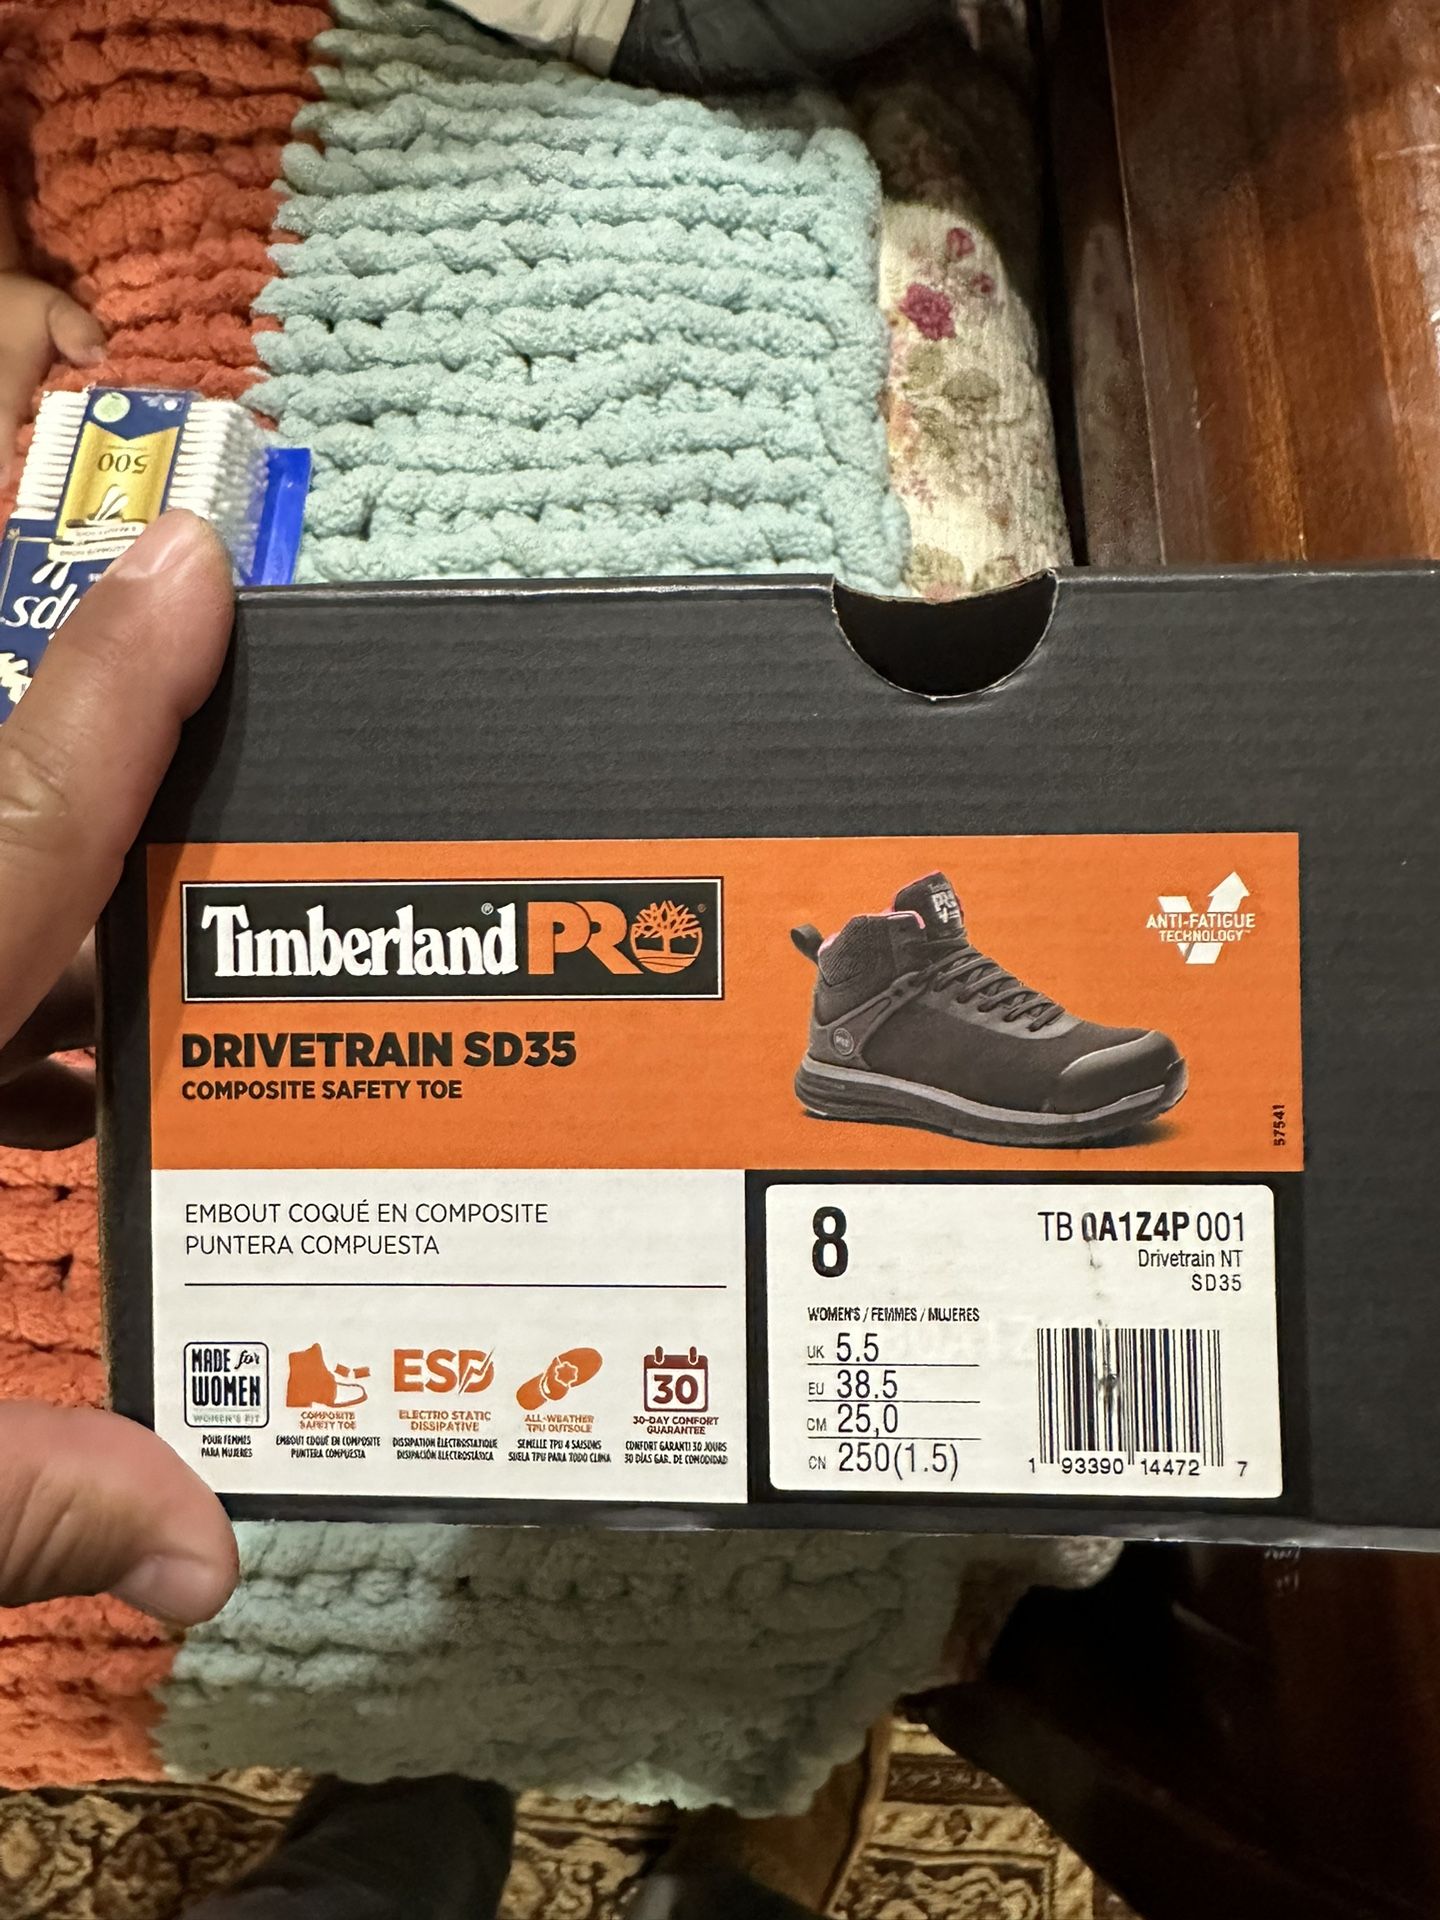 500
Timberland® PRO®
DRIVETRAIN SD35
COMPOSITE SAFETY TOE
PRO
ANTI-FATIGUE
TECHNOLOGY™
57541
EMBOUT COQUÉ EN COMPOSITE
PUNTERA COMPUESTA
MADE for
WOMEN
WOMEN'S FIT
POUR FEMMES
PARA MUJERES
COMPOSITE
SAFETY TOE
EMBOUT COQUÉ EN COMPOSITE
PUNTERA COMPUESTA
ESD
ELECTRO STATIC
DISSIPATIVE
DISSIPATION ÉLECTROSTATIQUE
DISIPACIÓN ELECTROSTÁTICA
ALL-WEATHER
TPU OUTSOLE
SEMELLE TPU 4 SAISONS
SUELA TPU PARA TODO CLIMA
30
30-DAY COMFORT
GUARANTEE
CONFORT GARANTI 30 JOURS
30 DÍAS GAR. DE COMODIDAD
8
TB 0A1Z4P 001
Drivetrain NT
SD35
WOMEN'S / FEMMES / MUJERES
UK 5.5
EU 38.5
CM 25,0
CN 250(1.5)
1 93390 14472 7